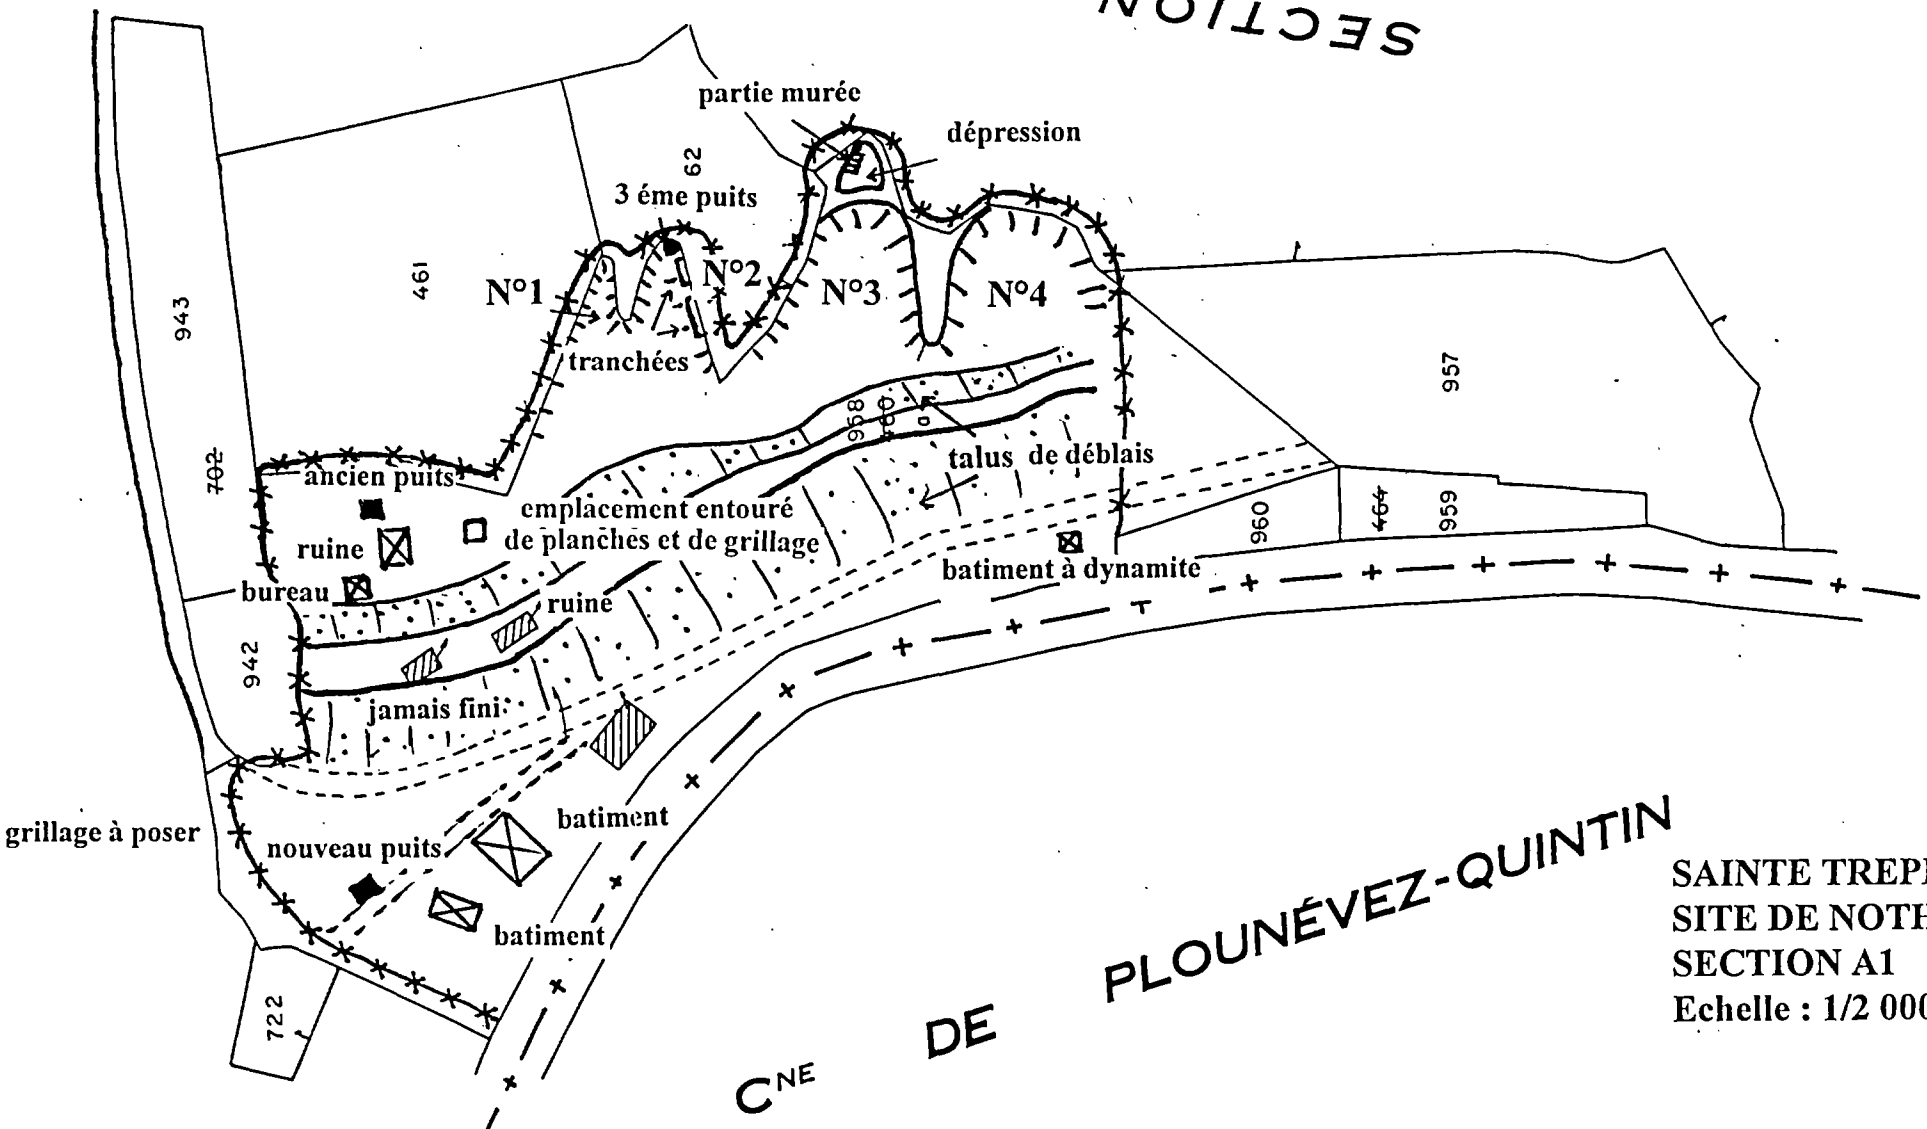 SECTION
partie murée
dépression
62
3 éme puits
461
943
N°1
N°2
N°3
N°4
tranchées
957
958
460
a
702
ancien puits
talus de déblais
emplacement entouré
de planches et de grillage
ruine
960
464
959
bureau
batiment à dynamite
ruine
942
jamais fini
batiment
grillage à poser
nouveau puits
batiment
722
CNE DE PLOUNÉVEZ-QUINTIN
SAINTE
SITE DE
SECTION A1
Echelle : 1/2 000